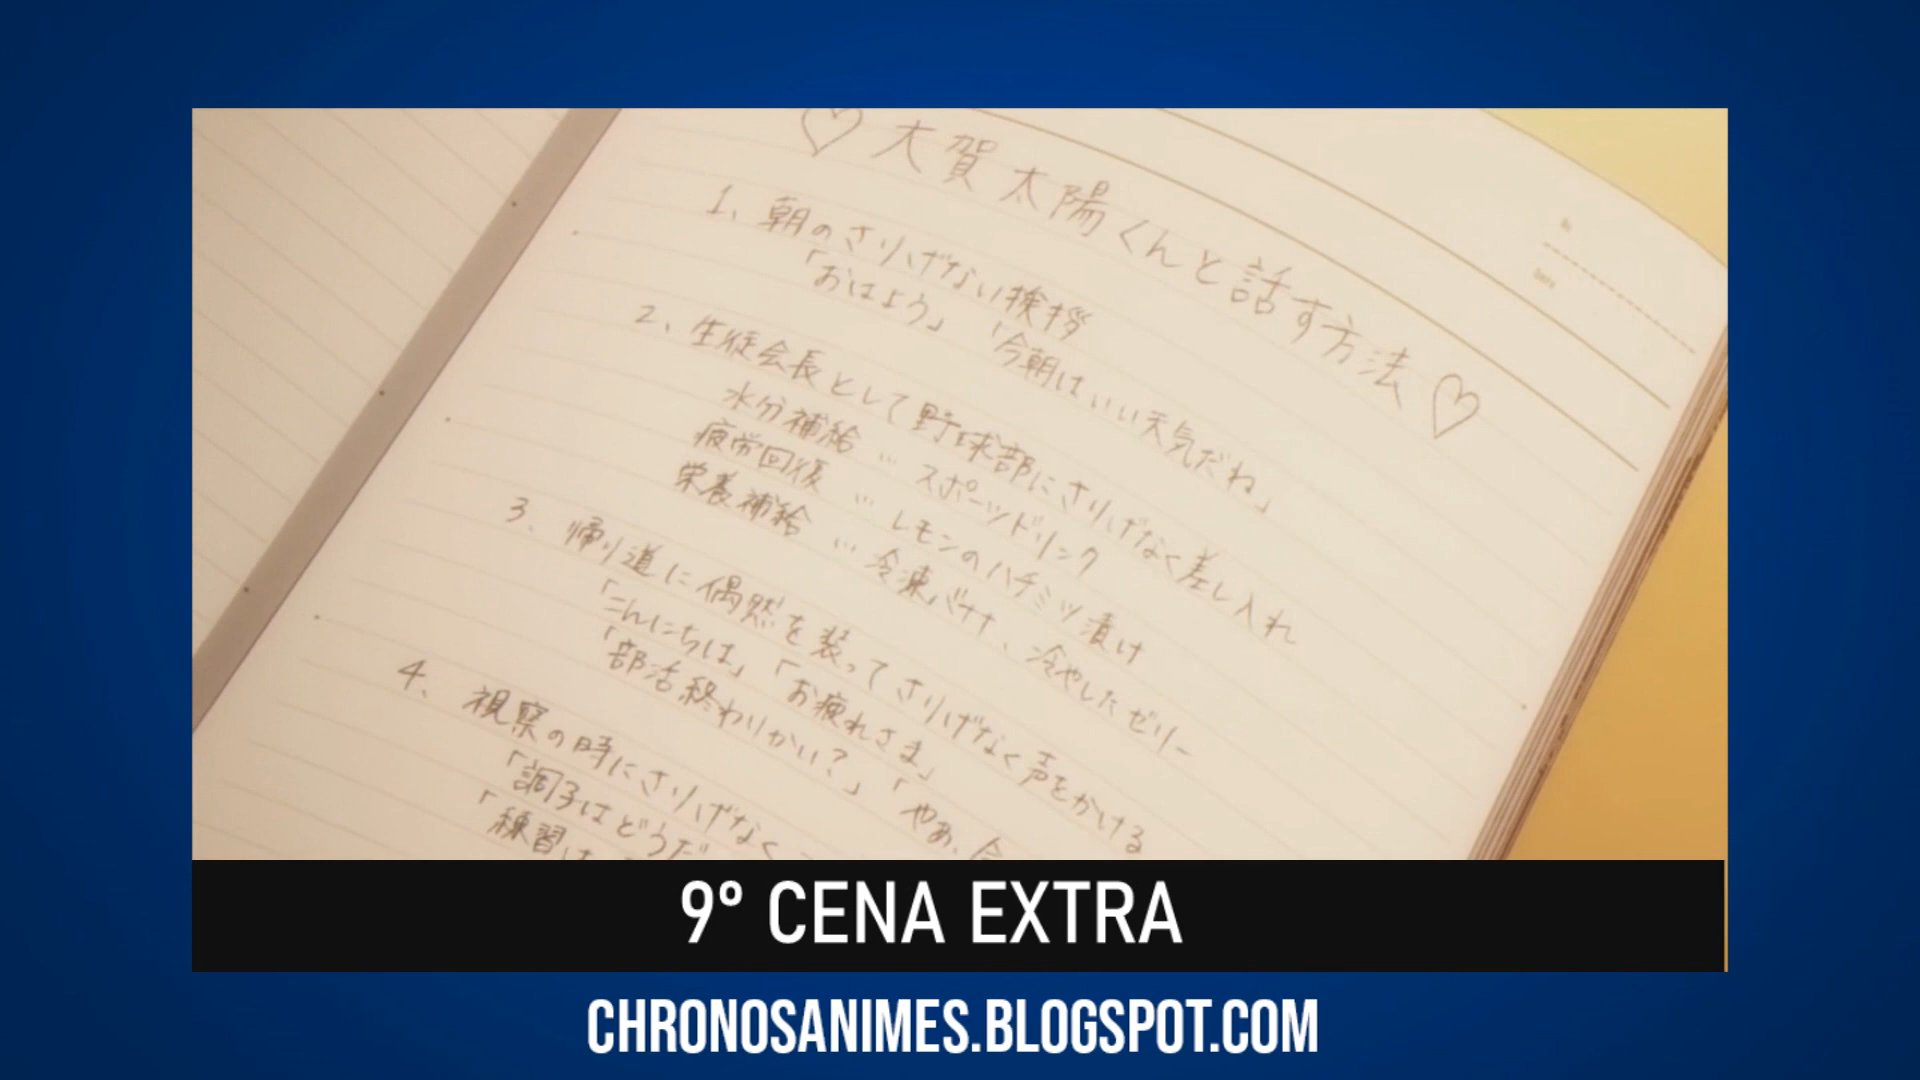 ♡大賀太陽くんと話す方法♡
1、朝のさりげない挨拶
「おはよう」「今朝はいい天気だね」
2、生徒会長として野球部にさりげなく差し入れ
水分補給…スポーツドリンク
疲労回復…レモンのハチミツ漬け
栄養補給…冷凍バナナ、冷やしたゼリー
3、帰り道に偶然を装ってさりげなく声をかける
「こんにちは」「お疲れさま」
「部活終わりかい?」「やあ、今
4、視察の時にさりげなく
「調子はどうだ
「練習は
9º CENA EXTRA
CHRONOSANIMES.BLOGSPOT.COM